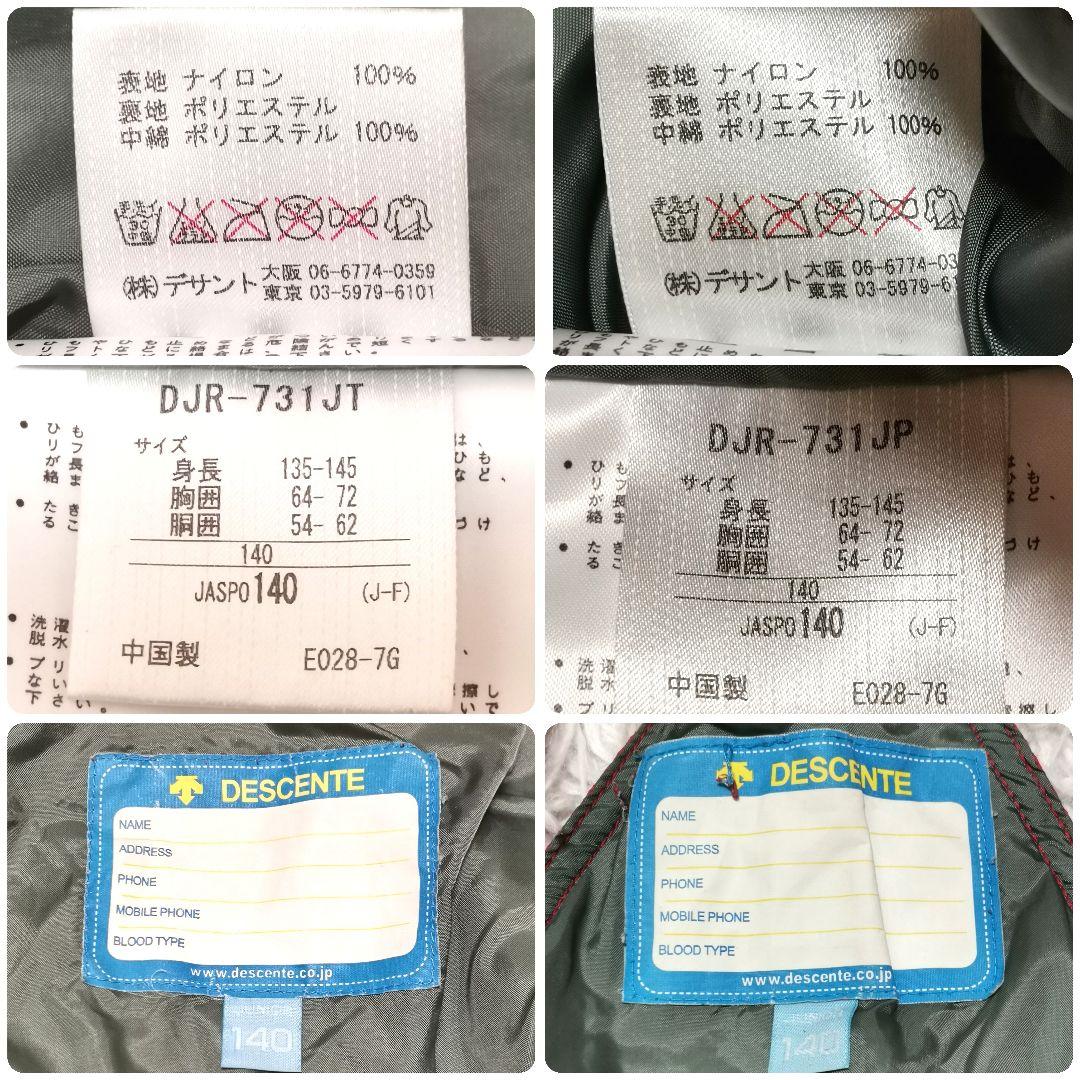 表地 ナイロン 100%
裏地 ポリエステル
中綿 ポリエステル 100%
手洗イ
30
中性
(株)デサント 大阪 06-6774-0359
東京 03-5979-6101
表地 ナイロン 100%
裏地 ポリエステル
中綿 ポリエステル 100%
(株)デサント 大阪 06-6774-03
東京 03-5979-6
DJR-731JT
サイズ
身長 135-145
胸囲 64- 72
胴囲 54- 62
140
JASPO 140 (J-F)
中国製 E028-7G
DJR-731JP
サイズ
身長 135-145
胸囲 64- 72
胴囲 54- 62
140
JASPO 140 (J-F)
中国製 E028-7G
DESCENTE
NAME
ADDRESS
PHONE
MOBILE PHONE
BLOOD TYPE
www.descente.co.jp
JUNIOR
140
DESCENTE
NAME
ADDRESS
PHONE
MOBILE PHONE
BLOOD TYPE
www.descente.co.jp
JUNIOR
140